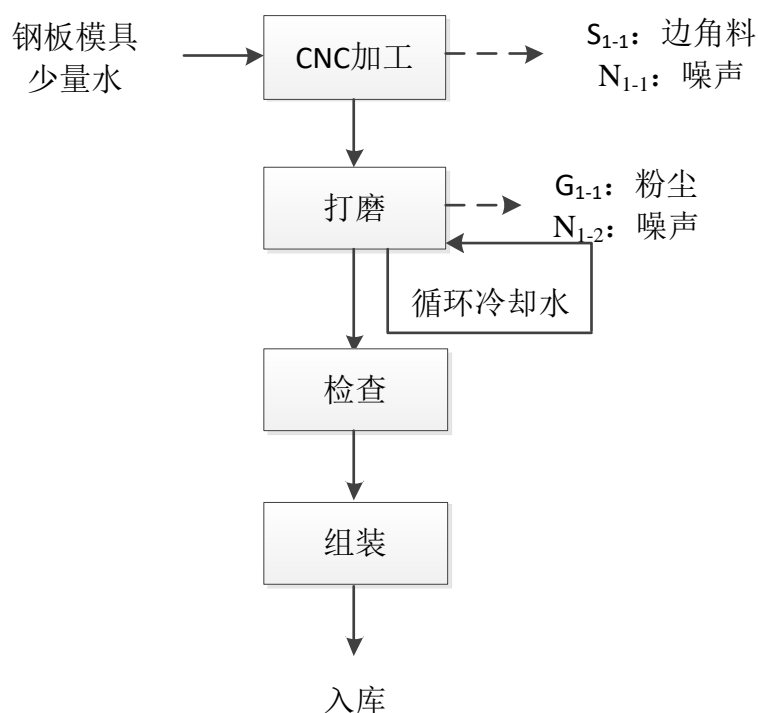 钢板模具
少量水
CNC加工
S1-1：边角料
N1-1：噪声
打磨
G1-1：粉尘
N1-2：噪声
循环冷却水
检查
组装
入库